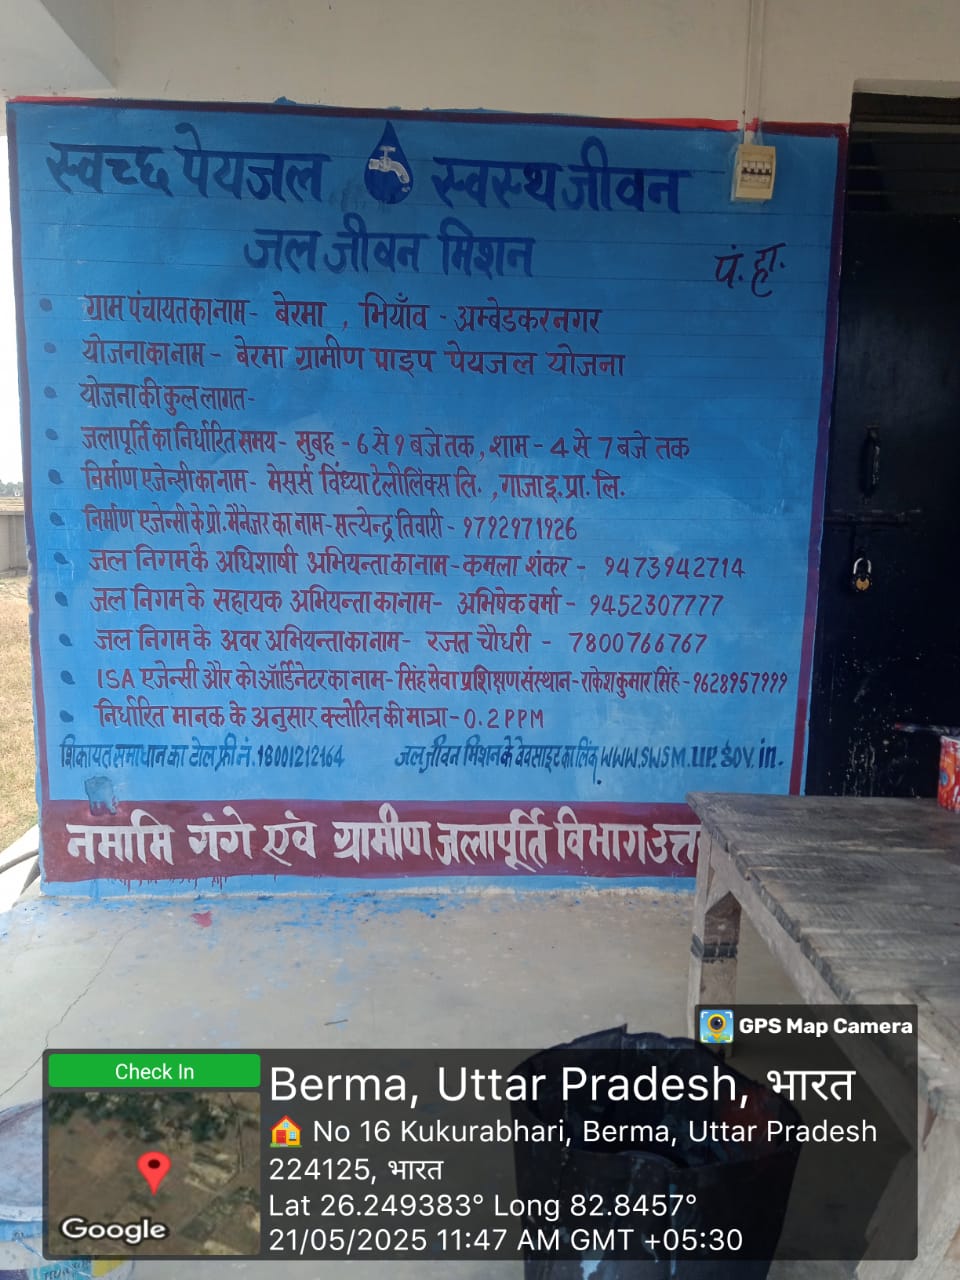 स्वच्छ पेयजल स्वस्थ जीवन
जल जीवन मिशन
पं. हा.
ग्राम पंचायत का नाम- बेरमा , भियाँव - अम्बेडकरनगर
योजना का नाम - बेरमा ग्रामीण पाइप पेयजल योजना
योजना की कुल लागत-
जलापूर्ति का निर्धारित समय- सुबह - 6 से 9 बजे तक , शाम - 4 से 7 बजे तक
निर्माण एजेन्सी का नाम- मेसर्स विंध्या टेलीलिंक्स लि. , गाजा इ. प्रा. लि.
निर्माण एजेन्सी के प्रो. मैनेजर का नाम- सत्येन्द्र तिवारी - 9792971926
जल निगम के अधिशाषी अभियन्ता का नाम- कमला शंकर - 9473942714
जल निगम के सहायक अभियन्ता का नाम- अभिषेक वर्मा - 9452307777
जल निगम के अवर अभियन्ता का नाम- रजत चौधरी - 7800766767
ISA एजेन्सी और कोऑर्डिनेटर का नाम- सिंह सेवा प्रशिक्षण संस्थान- राकेश कुमार सिंह - 9628957999
निर्धारित मानक के अनुसार क्लोरिन की मात्रा- 0.2 PPM
शिकायत समाधान का टोल फ्री नं. 18001212164 जल जीवन मिशन के वेबसाइट का लिंक WWW.SWSM.UP.GOV.in.
नमामि गंगे एवं ग्रामीण जलापूर्ति विभाग उत्त
GPS Map Camera
Check In
Berma, Uttar Pradesh, भारत
No 16 Kukurabhari, Berma, Uttar Pradesh
224125, भारत
Lat 26.249383° Long 82.8457°
21/05/2025 11:47 AM GMT +05:30
Google